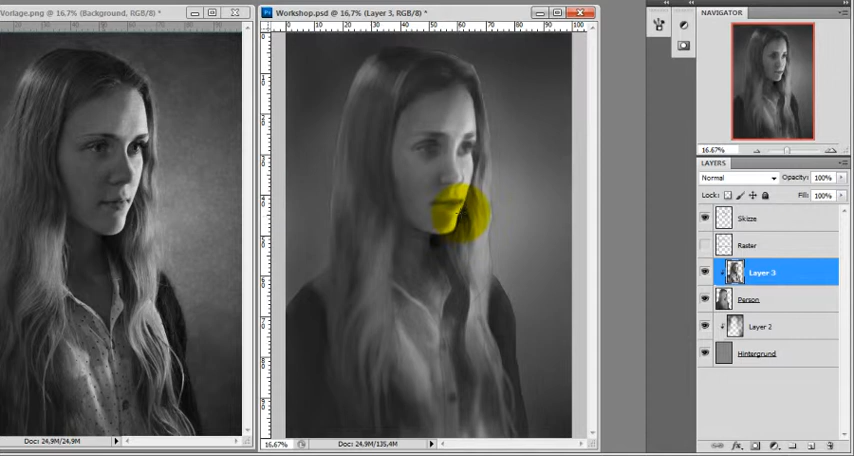 Vorlage.png @ 16,7% (Background, RGB/8) *
Workshop.psd @ 16,7% (Layer 3, RGB/8) *
NAVIGATOR
16.67%
LAYERS
Normal
Opacity: 100%
Lock:
Fill: 100%
Skizze
Raster
Layer 3
Person
Layer 2
Hintergrund
Doc: 24,9M/24,9M
16.67%
Doc: 24,9M/135,4M